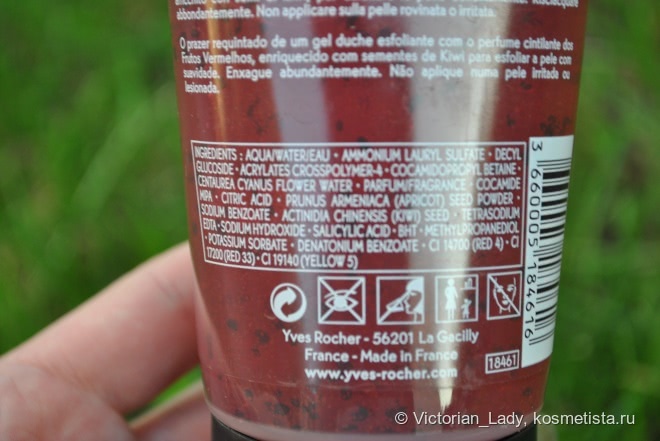 abbondantemente. Non applicare sulla pelle rovinata o irritata.
O prazer requintado de um gel duche esfoliante com o perfume cintilante dos
Frutos Vermelhos, enriquecido com sementes de Kiwi para esfoliar a pele com
suavidade. Enxague abundantemente. Não aplique numa pele irritada ou
lesionada.
INGREDIENTS : AQUA/WATER/EAU • AMMONIUM LAURYL SULFATE • DECYL
GLUCOSIDE • ACRYLATES CROSSPOLYMER-4 • COCAMIDOPROPYL BETAINE •
CENTAUREA CYANUS FLOWER WATER • PARFUM/FRAGRANCE • COCAMIDE
MIPA • CITRIC ACID • PRUNUS ARMENIACA (APRICOT) SEED POWDER •
SODIUM BENZOATE • ACTINIDIA CHINENSIS (KIWI) SEED • TETRASODIUM
EDTA • SODIUM HYDROXIDE • SALICYLIC ACID • BHT • METHYLPROPANEDIOL
• POTASSIUM SORBATE • DENATONIUM BENZOATE • CI 14700 (RED 4) • CI
17200 (RED 33) • CI 19140 (YELLOW 5)
3 660005 184616
Yves Rocher - 56201 La Gacilly
France - Made in France
www.yves-rocher.com
18461
© Victorian_Lady, kosmetista.ru